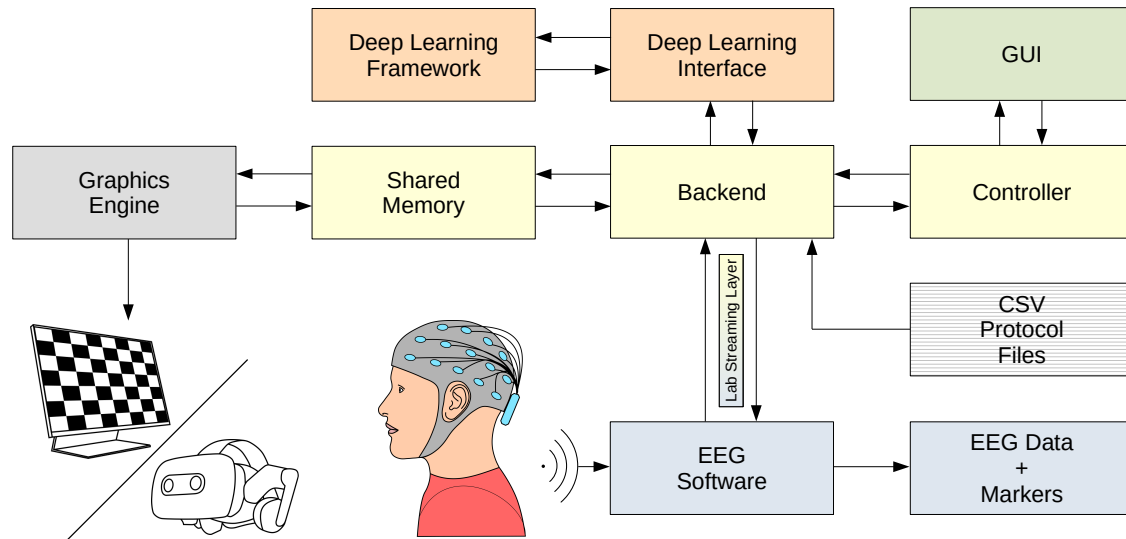 Deep Learning
Framework
Deep Learning
Interface
GUI
Graphics
Engine
Shared
Memory
Backend
Controller
Lab Streaming Layer
CSV
Protocol
Files
EEG
Software
EEG Data
+
Markers